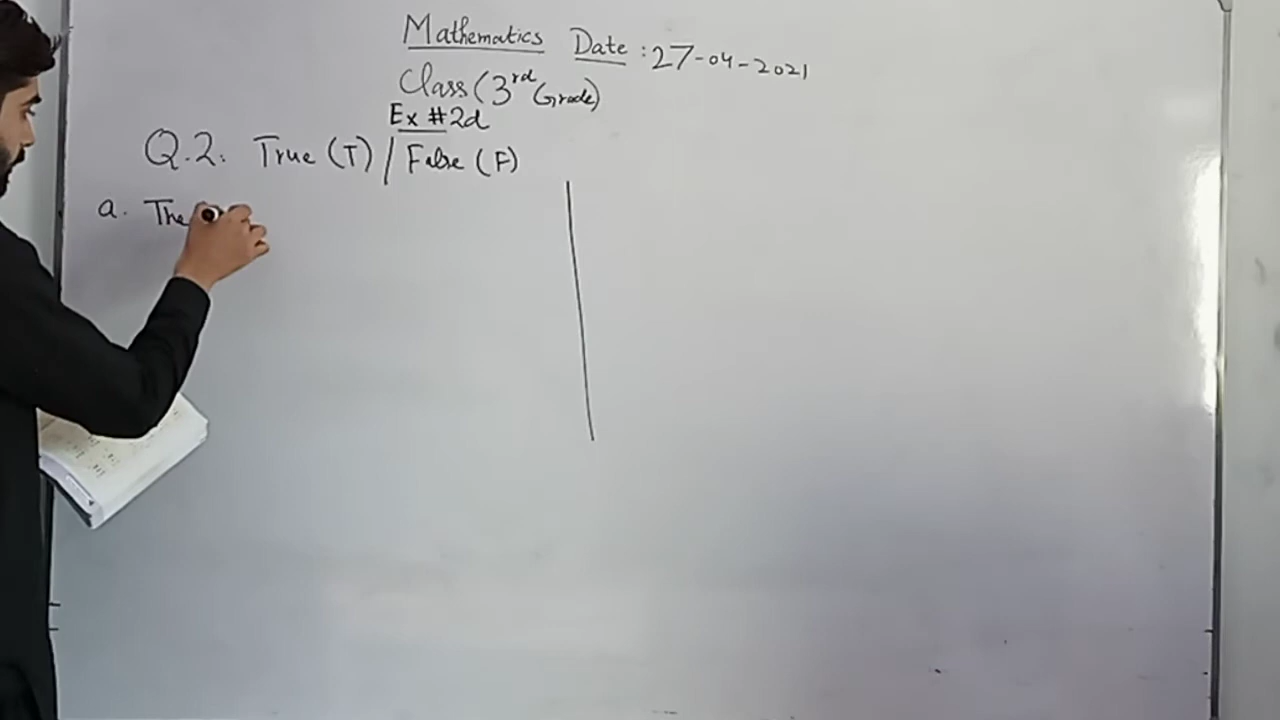 Mathematics Date : 27-04-2021
Class (3rd Grade)
Ex #2d
Q.2. True (T) / False (F)
a. The